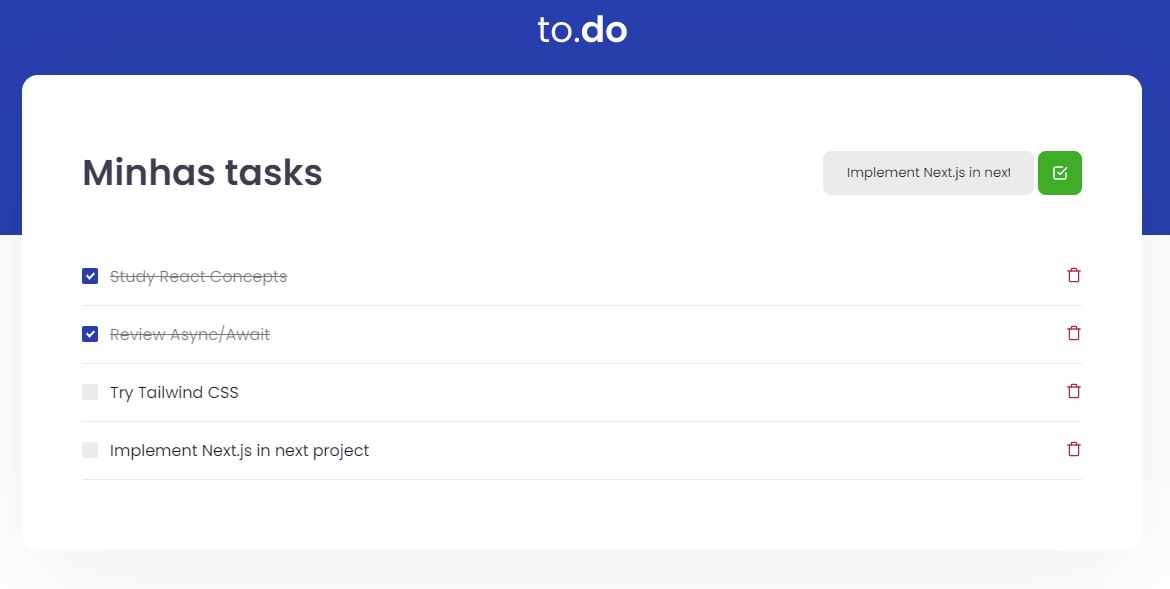 to.do
Minhas tasks
Implement Next.js in next
Study React Concepts
Review Async/Await
Try Tailwind CSS
Implement Next.js in next project